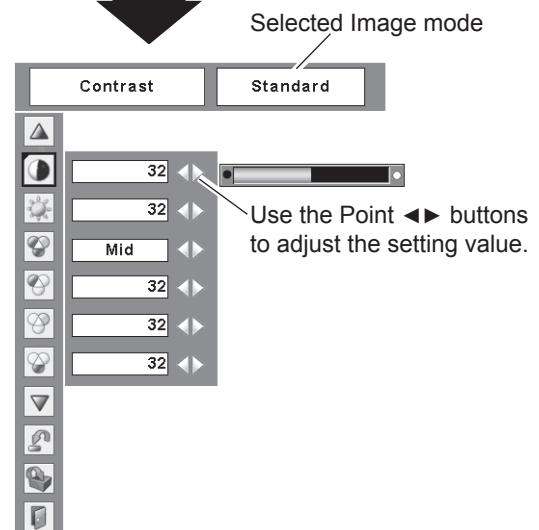 Selected Image mode
Contrast Standard
32
32
Use the Point ◄► buttons
to adjust the setting value.
Mid
32
32
32